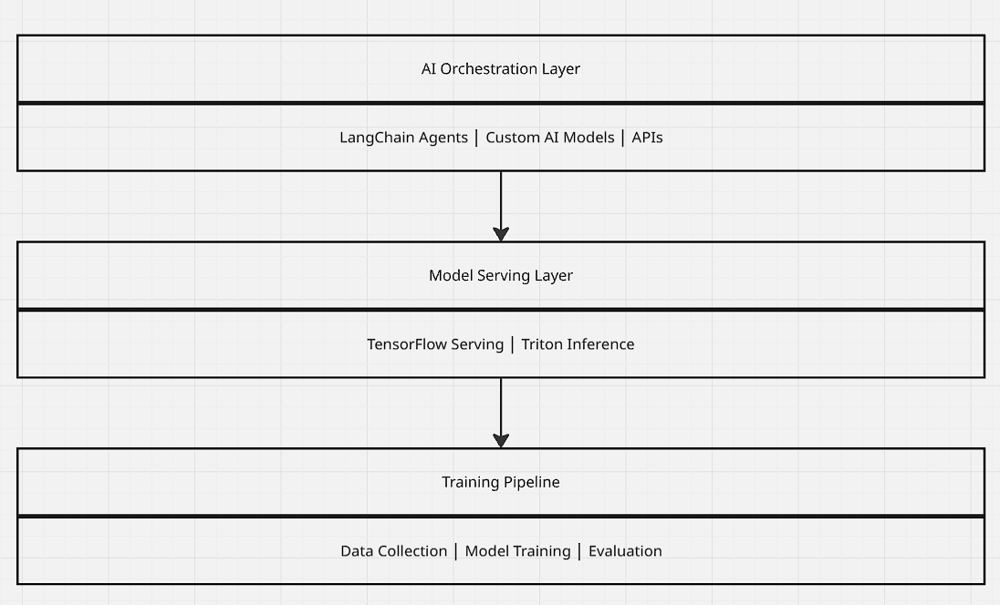 AI Orchestration Layer
LangChain Agents │ Custom AI Models │ APIs
Model Serving Layer
TensorFlow Serving │ Triton Inference
Training Pipeline
Data Collection │ Model Training │ Evaluation